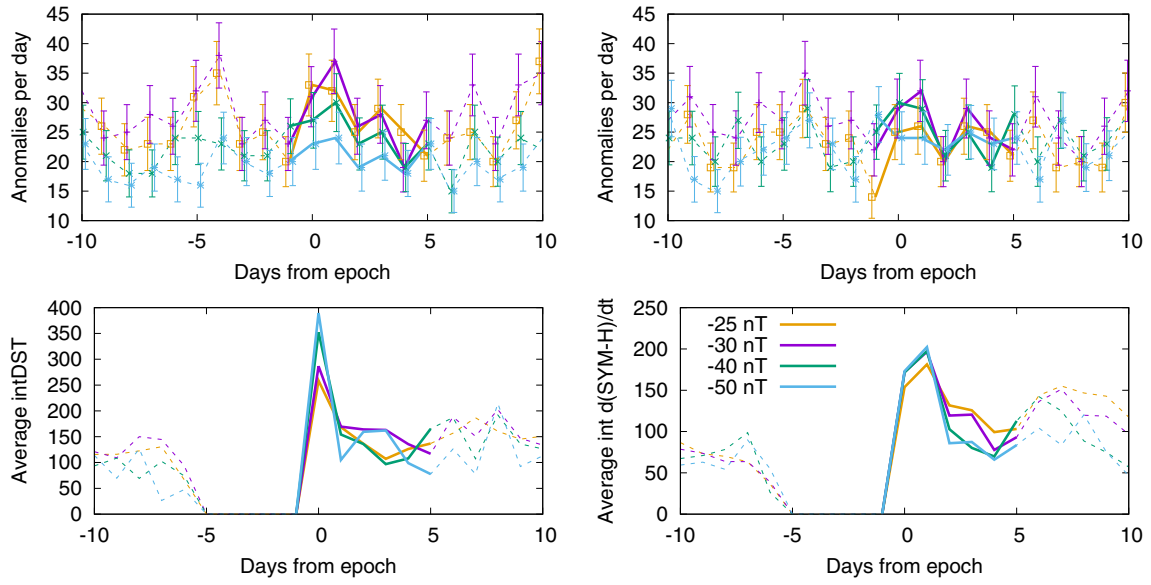 45
40
35
30
25
20
15
10
Anomalies per day
-10 -5 0 5 10
Days from epoch
45
40
35
30
25
20
15
10
Anomalies per day
-10 -5 0 5 10
Days from epoch
400
350
300
250
200
150
100
50
0
Average intDST
-10 -5 0 5 10
Days from epoch
250
200
150
100
50
0
Average int d(SYM-H)/dt
-25 nT
-30 nT
-40 nT
-50 nT
-10 -5 0 5 10
Days from epoch